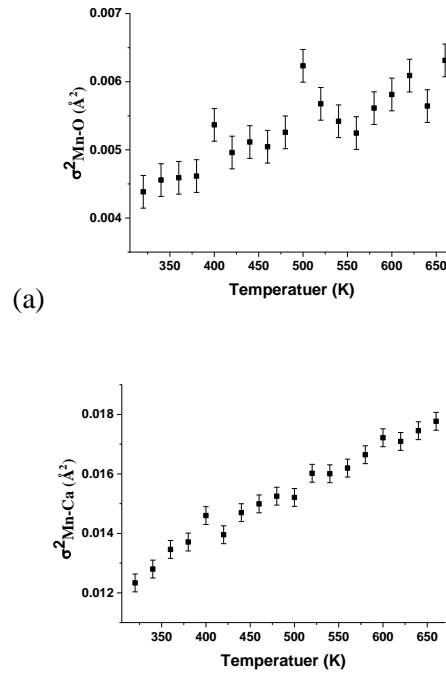 0.007
0.006
0.005
0.004
σ²Mn-O (Å²)
350 400 450 500 550 600 650
Temperatuer (K)
(a)
0.018
0.016
0.014
0.012
σ²Mn-Ca (Å²)
350 400 450 500 550 600 650
Temperatuer (K)